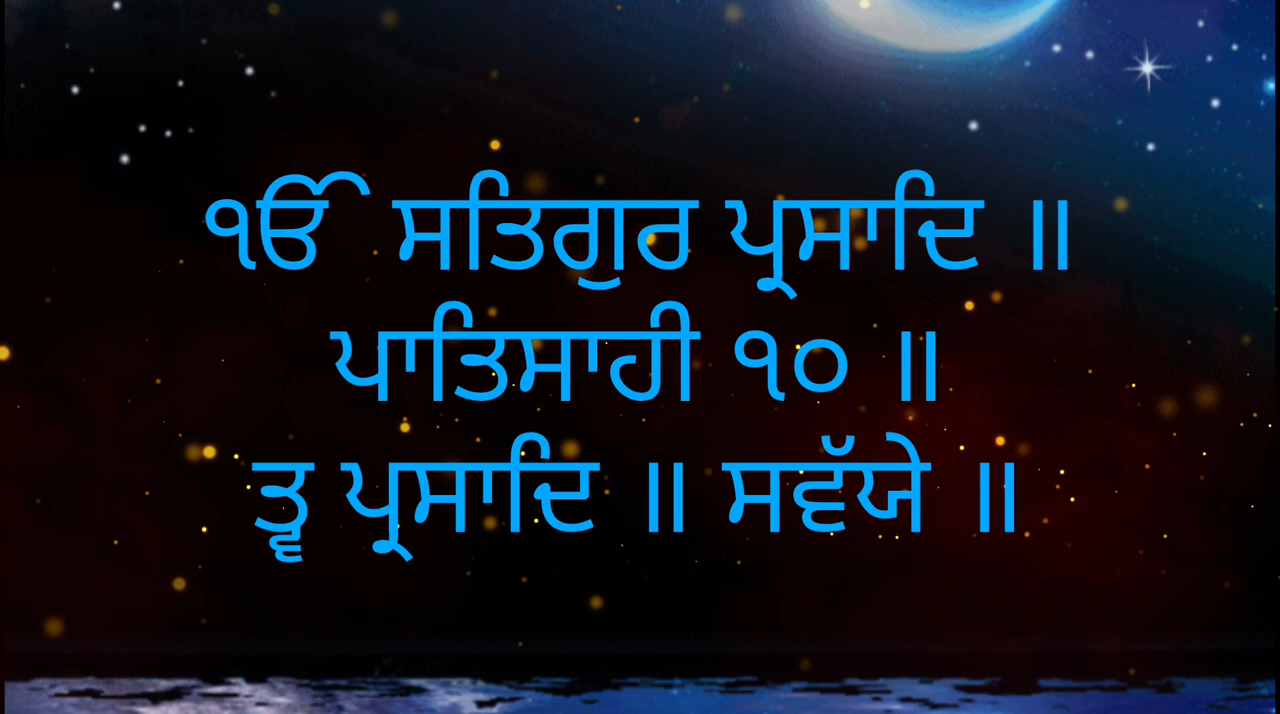 ੴ ਸਤਿਗੁਰ ਪ੍ਰਸਾਦਿ ॥
ਪਾਤਿਸਾਹੀ ੧੦ ॥
ਤ੍ਵ ਪ੍ਰਸਾਦਿ ॥ ਸਵੱਯੇ ॥